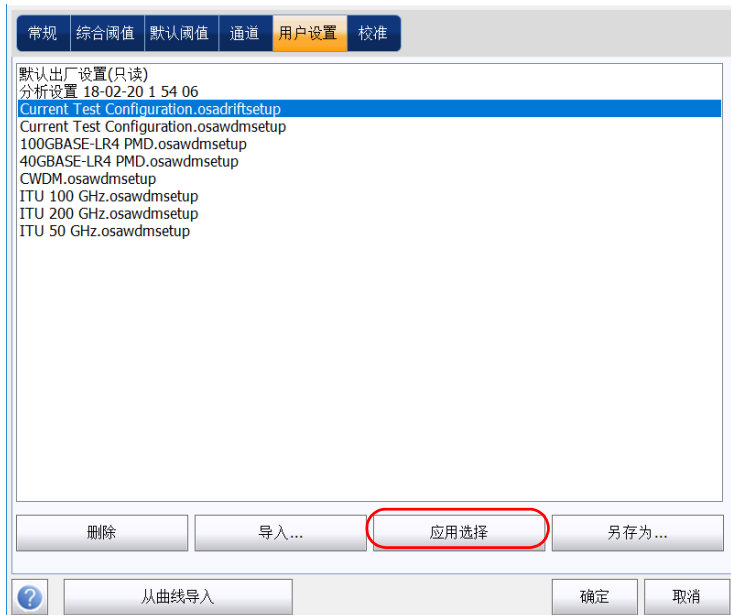 常规 综合阈值 默认阈值 通道 用户设置 校准
默认出厂设置(只读)
分析设置 18-02-20 1 54 06
Current Test Configuration.osadriftsetup
Current Test Configuration.osawdmsetup
100GBASE-LR4 PMD.osawdmsetup
40GBASE-LR4 PMD.osawdmsetup
CWDM.osawdmsetup
ITU 100 GHz.osawdmsetup
ITU 200 GHz.osawdmsetup
ITU 50 GHz.osawdmsetup
删除 导入... 应用选择 另存为...
? 从曲线导入 确定 取消